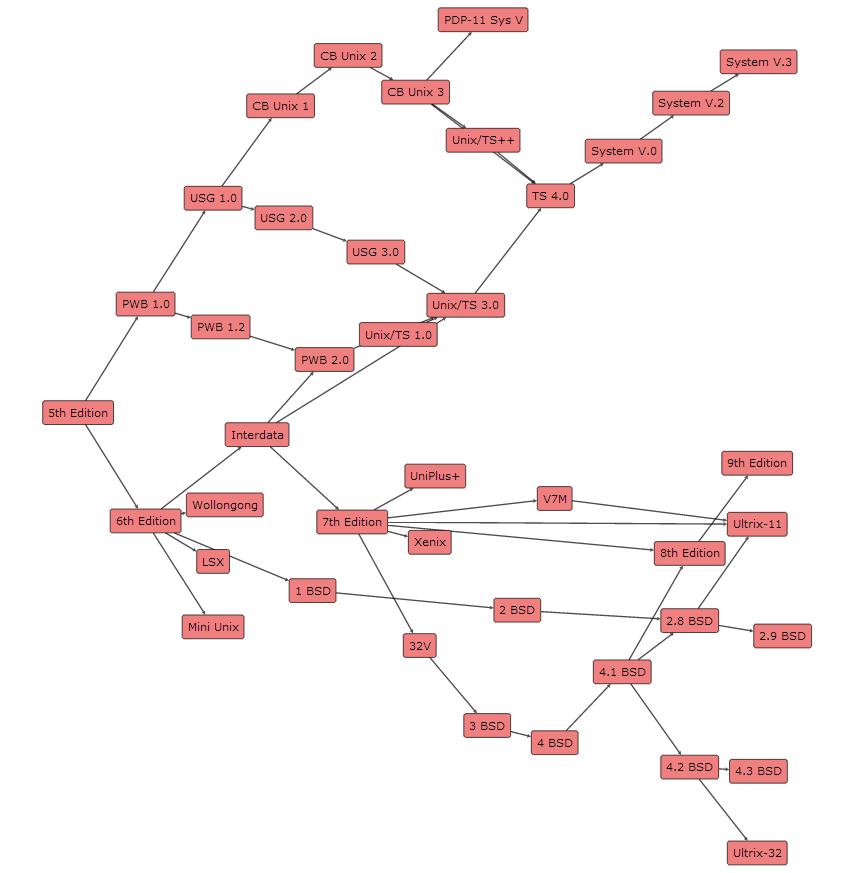 PDP-11 Sys V
CB Unix 2
System V.3
CB Unix 3
CB Unix 1
System V.2
Unix/TS++
System V.0
USG 1.0
TS 4.0
USG 2.0
USG 3.0
PWB 1.0
Unix/TS 3.0
PWB 1.2
Unix/TS 1.0
PWB 2.0
5th Edition
Interdata
9th Edition
UniPlus+
V7M
Wollongong
6th Edition
7th Edition
Ultrix-11
Xenix
8th Edition
LSX
1 BSD
2 BSD
2.8 BSD
Mini Unix
2.9 BSD
32V
4.1 BSD
3 BSD
4 BSD
4.2 BSD
4.3 BSD
Ultrix-32